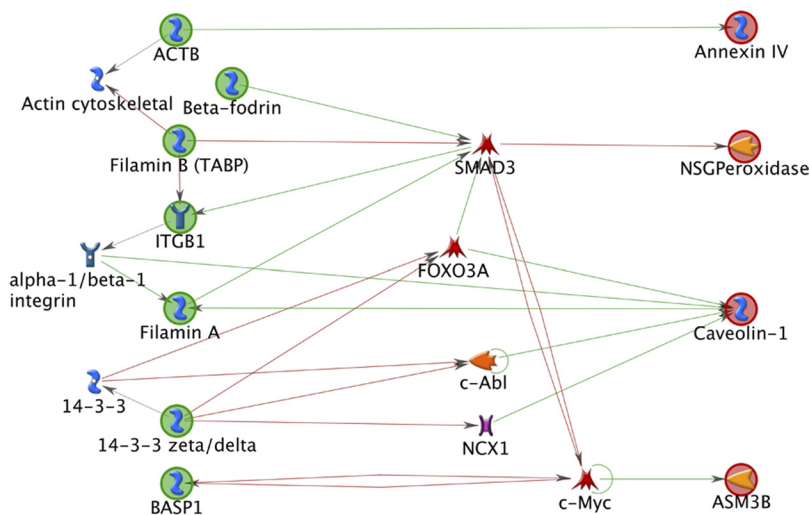 ACTB
Annexin IV
Actin cytoskeletal
Beta-fodrin
Filamin B (TABP)
SMAD3
NSGPeroxidase
ITGB1
FOXO3A
alpha-1/beta-1
integrin
Filamin A
Caveolin-1
c-Abl
14-3-3
14-3-3 zeta/delta
NCX1
BASP1
c-Myc
ASM3B